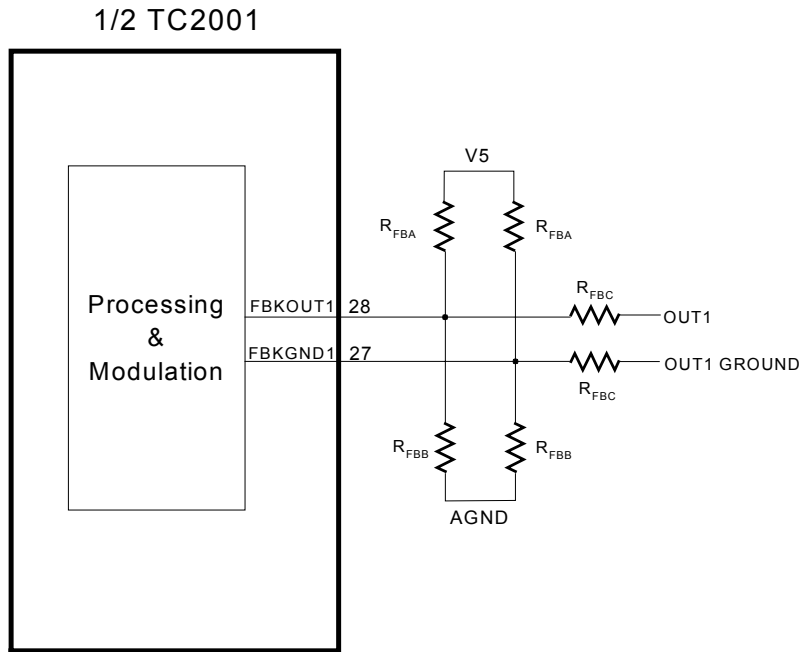 1/2 TC2001
V5
R_FBA
R_FBA
R_FBC
Processing
&
Modulation
FBKOUT1 28
OUT1
FBKGND1 27
OUT1 GROUND
R_FBC
R_FBB
R_FBB
AGND